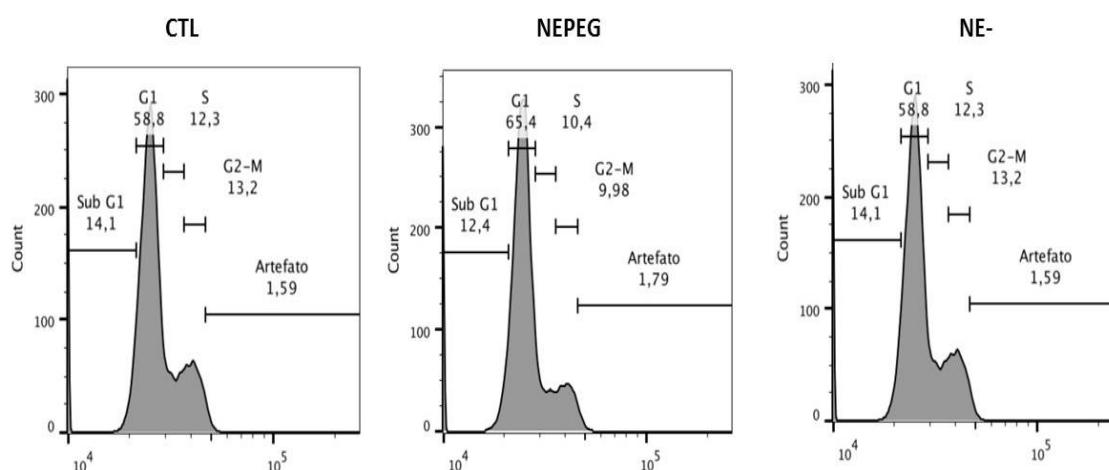 CTL
NEPEG
NE-
300
200
100
0
Count
G1
58,8
S
12,3
G2-M
13,2
Sub G1
14,1
Artefato
1,59
10^4
10^5
300
200
100
0
Count
G1
65,4
S
10,4
G2-M
9,98
Sub G1
12,4
Artefato
1,79
10^4
10^5
300
200
100
0
Count
G1
58,8
S
12,3
G2-M
13,2
Sub G1
14,1
Artefato
1,59
10^4
10^5